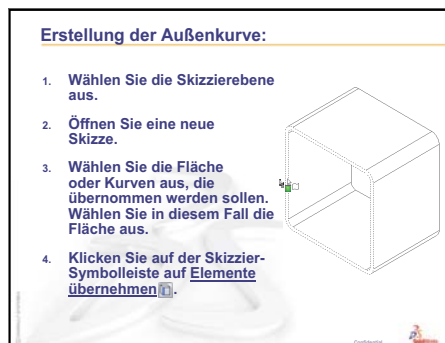 Erstellung der Außenkurve:
1. Wählen Sie die Skizzierebene
aus.
2. Öffnen Sie eine neue
Skizze.
3. Wählen Sie die Fläche
oder Kurven aus, die
übernommen werden sollen.
Wählen Sie in diesem Fall die
Fläche aus.
4. Klicken Sie auf der Skizzier-
Symbolleiste auf Elemente
übernehmen.
Confidential